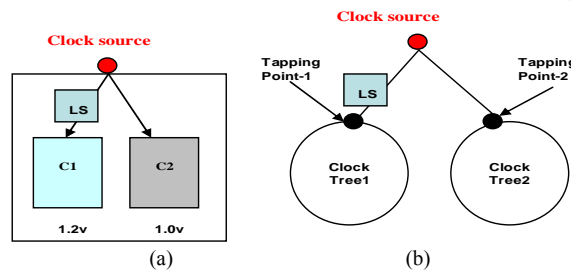 Clock source
LS
C1
C2
1.2v
1.0v
(a)
Clock source
Tapping
Point-1
Tapping
Point-2
LS
Clock
Tree1
Clock
Tree2
(b)